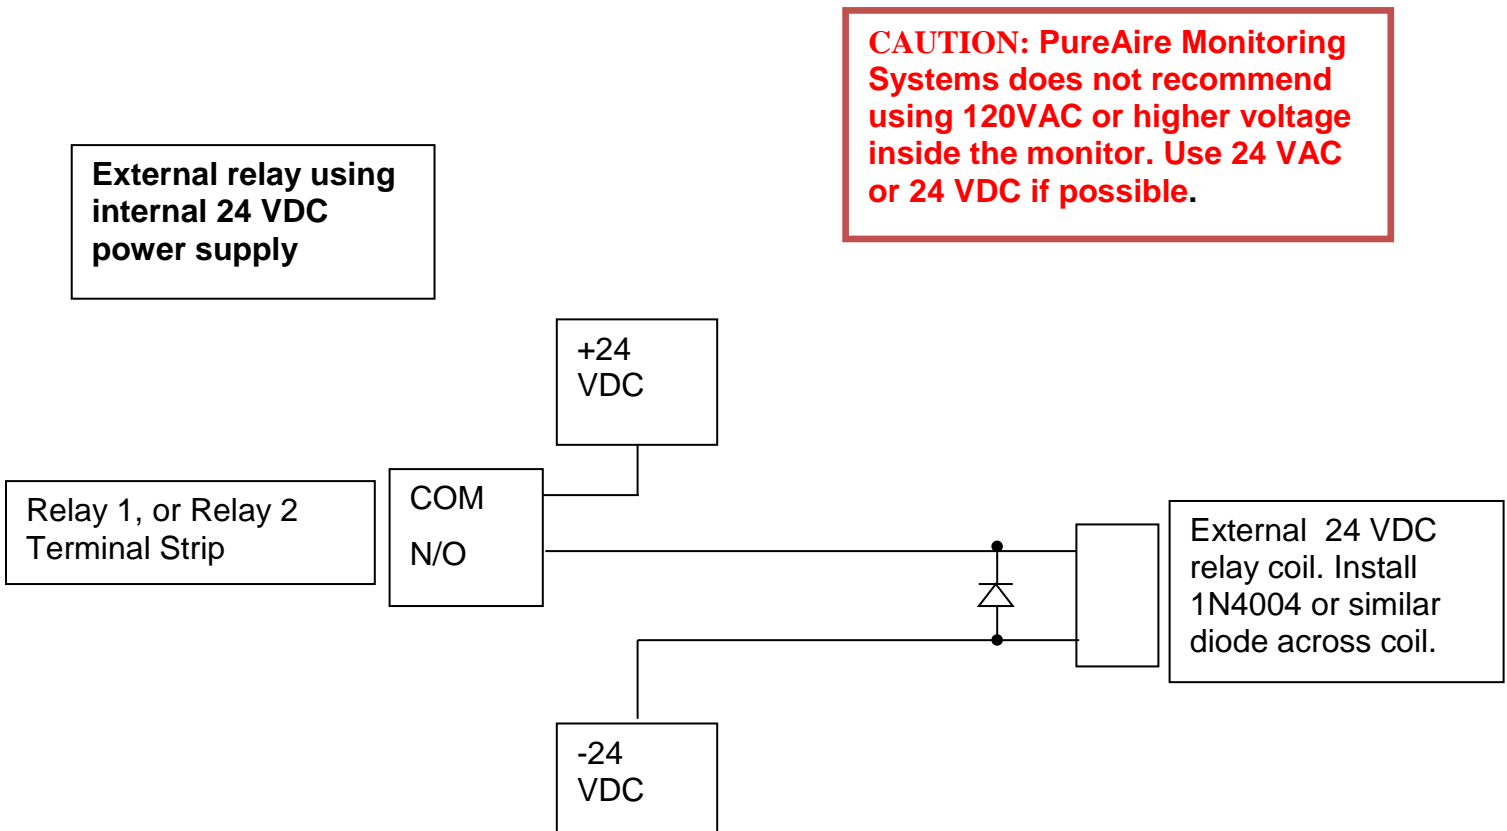 CAUTION: PureAire Monitoring
Systems does not recommend
using 120VAC or higher voltage
inside the monitor. Use 24 VAC
or 24 VDC if possible.
External relay using
internal 24 VDC
power supply
+24
VDC
Relay 1, or Relay 2
Terminal Strip
COM
N/O
External  24 VDC
relay coil. Install
1N4004 or similar
diode across coil.
-24
VDC